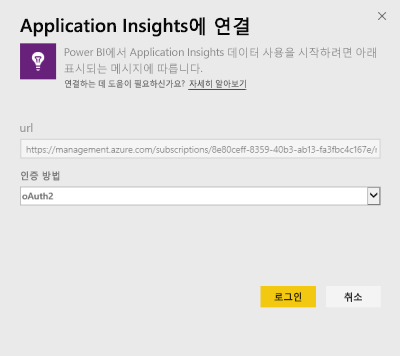 Application Insights에 연결
Power BI에서 Application Insights 데이터 사용을 시작하려면 아래
표시되는 메시지에 따릅니다.
연결하는 데 도움이 필요하신가요? 자세히 알아보기
url
https://management.azure.com/subscriptions/8e80ceff-8359-40b3-ab13-fa3fbc4c167e/r
인증 방법
oAuth2
로그인 취소